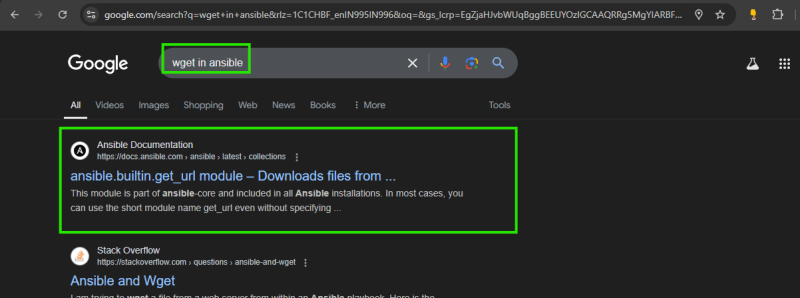 google.com/search?q=wget+in+ansible&rlz=1C1CHBF_enIN995IN996&oq=&gs_lcrp=EgZjaHJvbWUqBggBEEUYOzIGCAAQRRg5MgYIARBF...
Google
wget in ansible
All Videos Images Shopping Web News Books More Tools
A
Ansible Documentation
https://docs.ansible.com › ansible › latest › collections
ansible.builtin.get_url module – Downloads files from ...
This module is part of ansible-core and included in all Ansible installations. In most cases, you
can use the short module name get_url even without specifying ...
Stack Overflow
https://stackoverflow.com › questions › ansible-and-wget
Ansible and Wget
I am trying to wget a file from a web server from within an Ansible playbook. Here is the